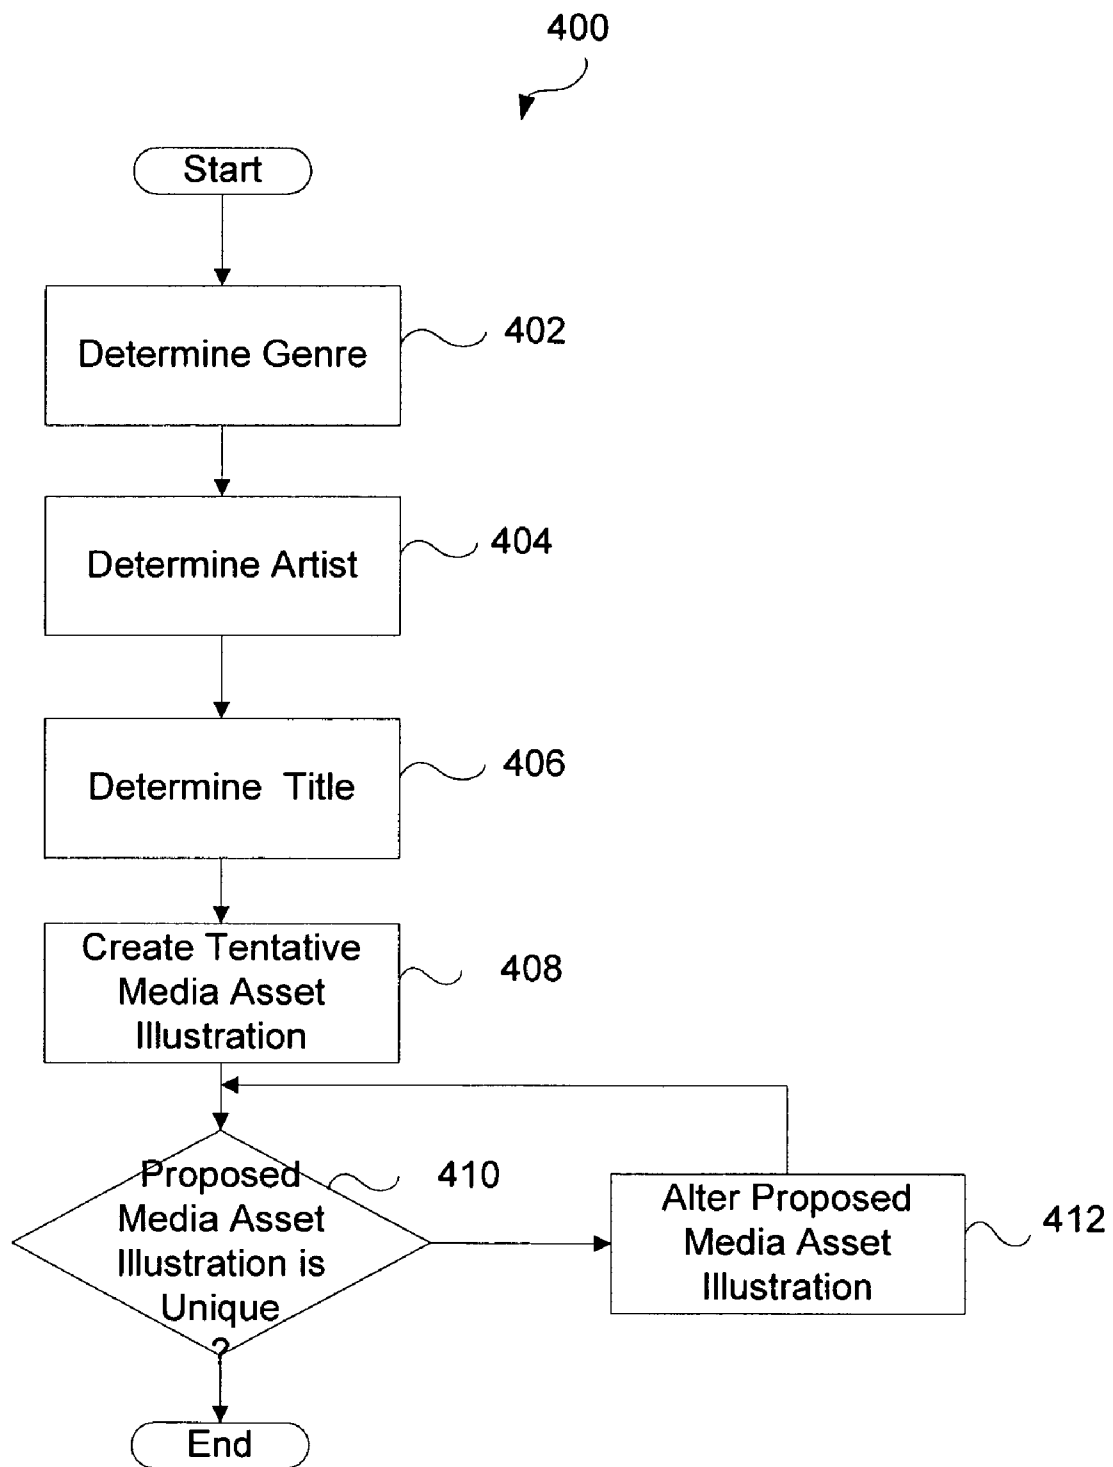 400
Start
Determine Genre
402
Determine Artist
404
Determine Title
406
Create Tentative
Media Asset
Illustration
408
Proposed
Media Asset
Illustration is
Unique
?
410
Alter Proposed
Media Asset
Illustration
412
End